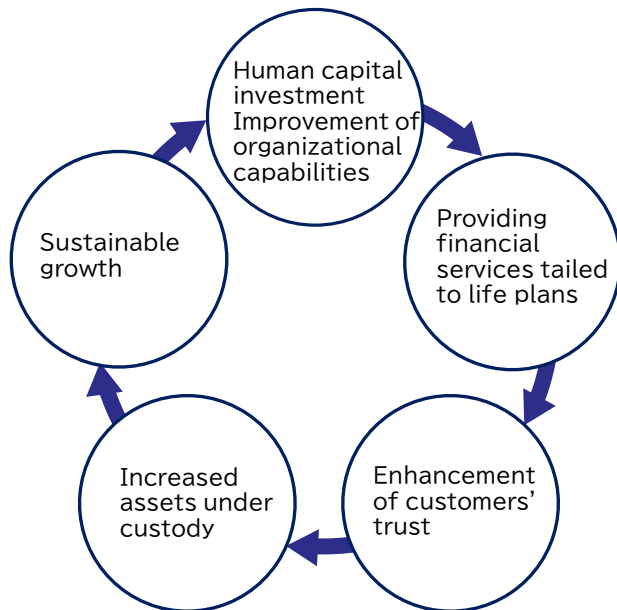 Human capital
investment
Improvement of
organizational
capabilities
Providing
financial
services tailed
to life plans
Enhancement
of customers’
trust
Increased
assets under
custody
Sustainable
growth